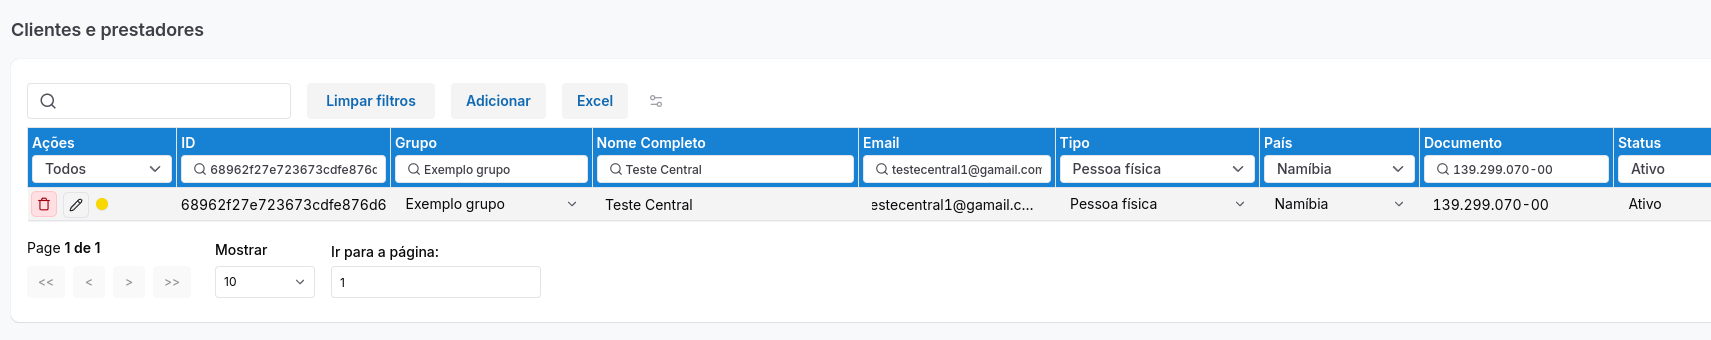 Clientes e prestadores
Limpar filtros Adicionar Excel
Ações ID Grupo Nome Completo Email Tipo País Documento Status
Todos 68962f27e723673cdfe876c Exemplo grupo Teste Central testecentral1@gamail.com Pessoa física Namíbia 139.299.070-00 Ativo
68962f27e723673cdfe876d6 Exemplo grupo Teste Central estecentral1@gamail.c... Pessoa física Namíbia 139.299.070-00 Ativo
Page 1 de 1 Mostrar Ir para a página:
<< < > >> 10 1